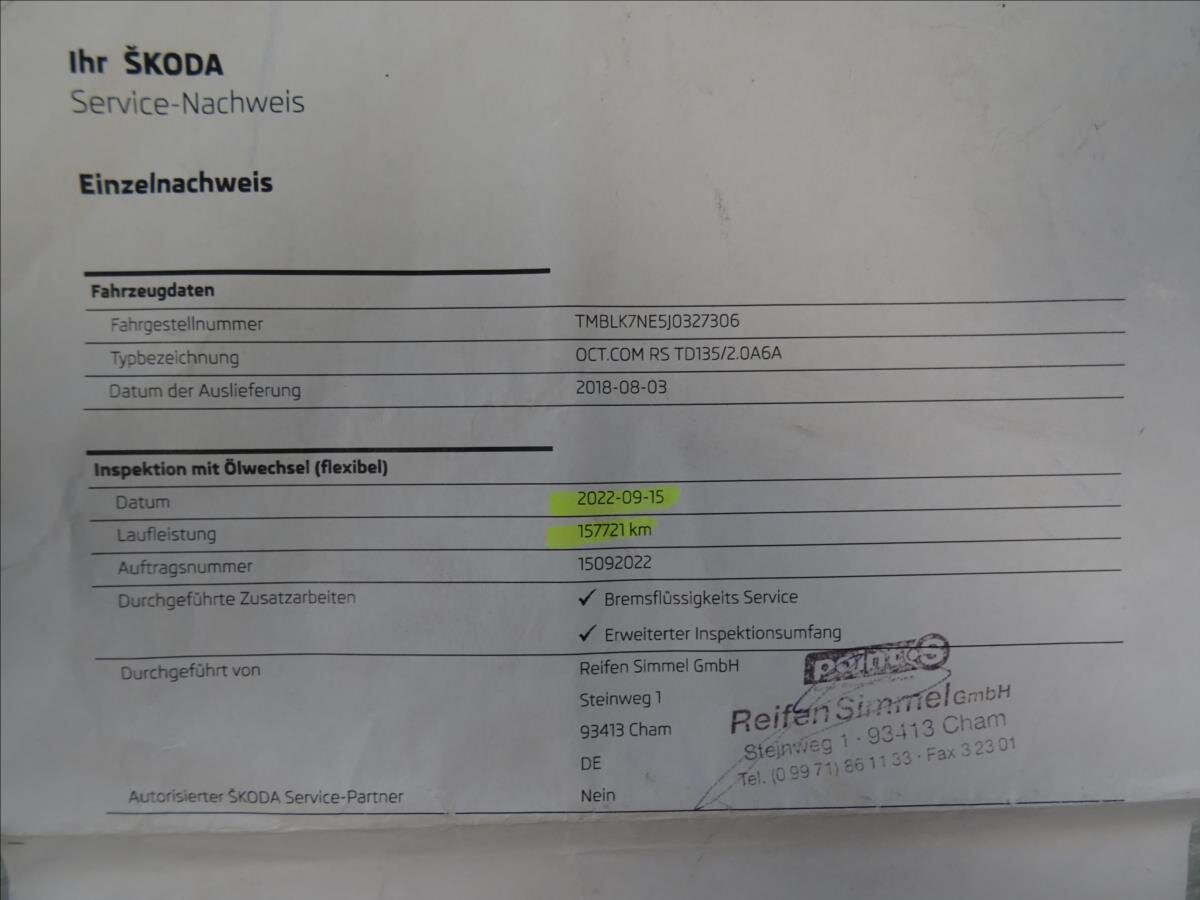 Ihr ŠKODA
Service-Nachweis
Einzelnachweis
Fahrzeugdaten
Fahrgestellnummer TMBLK7NE5J0327306
Typbezeichnung OCT.COM RS TD135/2.0A6A
Datum der Auslieferung 2018-08-03
Inspektion mit Ölwechsel (flexibel)
Datum 2022-09-15
Laufleistung 157721 km
Auftragsnummer 15092022
Durchgeführte Zusatzarbeiten ✓ Bremsflüssigkeits Service
✓ Erweiterter Inspektionsumfang
Durchgeführt von Reifen Simmel GmbH
Steinweg 1
93413 Cham
DE
Autorisierter ŠKODA Service-Partner Nein
point S
Reifen Simmel GmbH
Steinweg 1 · 93413 Cham
Tel. (0 99 71) 86 11 33 · Fax 3 23 01